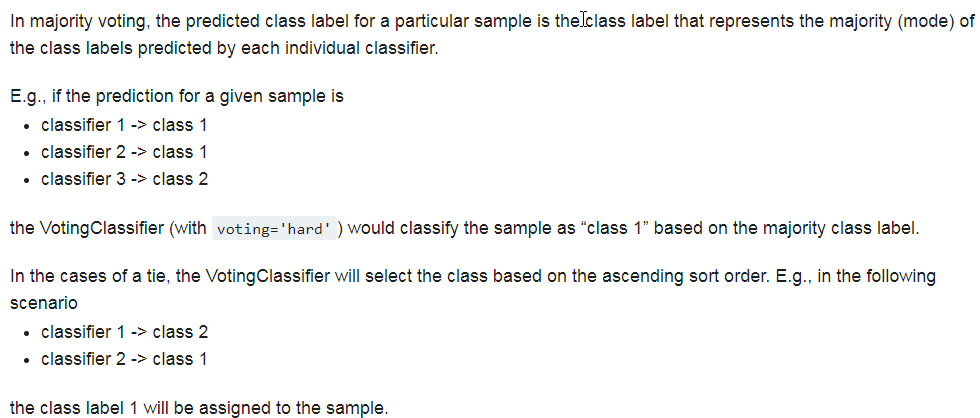 In majority voting, the predicted class label for a particular sample is the class label that represents the majority (mode) of
the class labels predicted by each individual classifier.
E.g., if the prediction for a given sample is
• classifier 1 -> class 1
• classifier 2 -> class 1
• classifier 3 -> class 2
the VotingClassifier (with voting='hard' ) would classify the sample as “class 1” based on the majority class label.
In the cases of a tie, the VotingClassifier will select the class based on the ascending sort order. E.g., in the following
scenario
• classifier 1 -> class 2
• classifier 2 -> class 1
the class label 1 will be assigned to the sample.